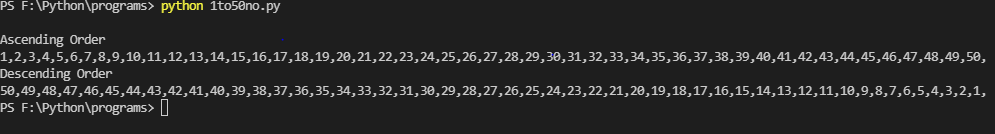 PS F:\Python\programs> python 1to50no.py
Ascending Order
1,2,3,4,5,6,7,8,9,10,11,12,13,14,15,16,17,18,19,20,21,22,23,24,25,26,27,28,29,30,31,32,33,34,35,36,37,38,39,40,41,42,43,44,45,46,47,48,49,50,
Descending Order
50,49,48,47,46,45,44,43,42,41,40,39,38,37,36,35,34,33,32,31,30,29,28,27,26,25,24,23,22,21,20,19,18,17,16,15,14,13,12,11,10,9,8,7,6,5,4,3,2,1,
PS F:\Python\programs>